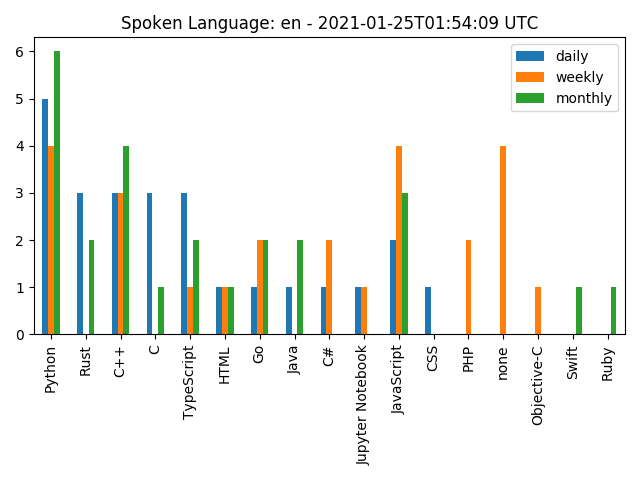 Spoken Language: en - 2021-01-25T01:54:09 UTC
daily
weekly
monthly
6
5
4
3
2
1
0
Python
Rust
C++
C
TypeScript
HTML
Go
Java
C#
Jupyter Notebook
JavaScript
CSS
PHP
none
Objective-C
Swift
Ruby